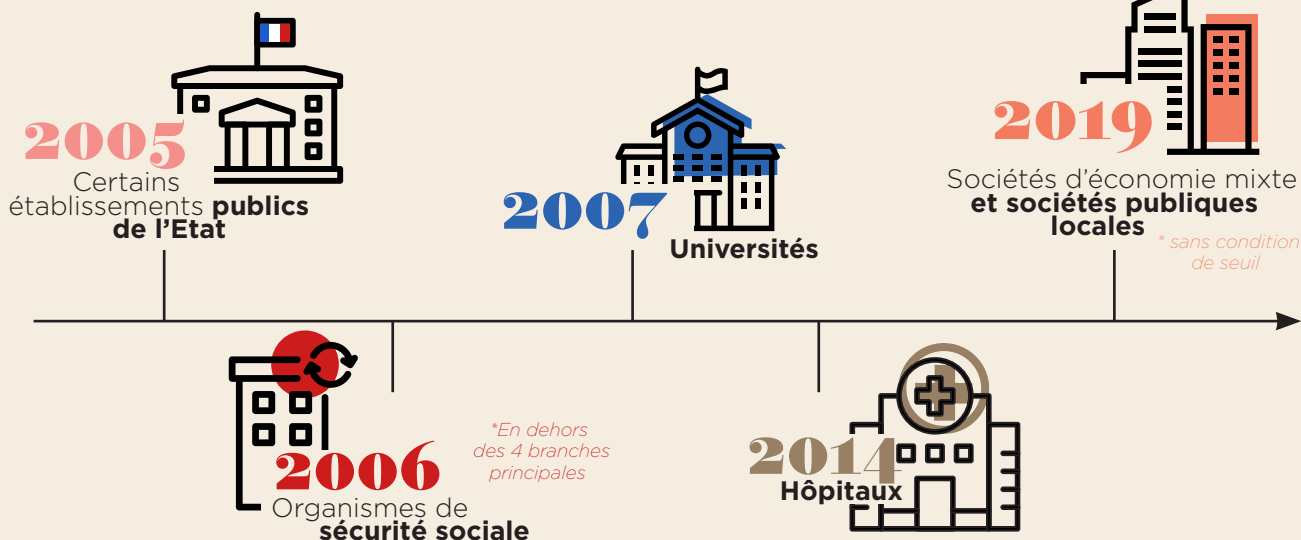 2005
Certains
établissements publics
de l'Etat
2007
Universités
2019
Sociétés d'économie mixte
et sociétés publiques
locales
* sans condition
de seuil
2006
Organismes de
sécurité sociale
*En dehors
des 4 branches
principales
2014
Hôpitaux